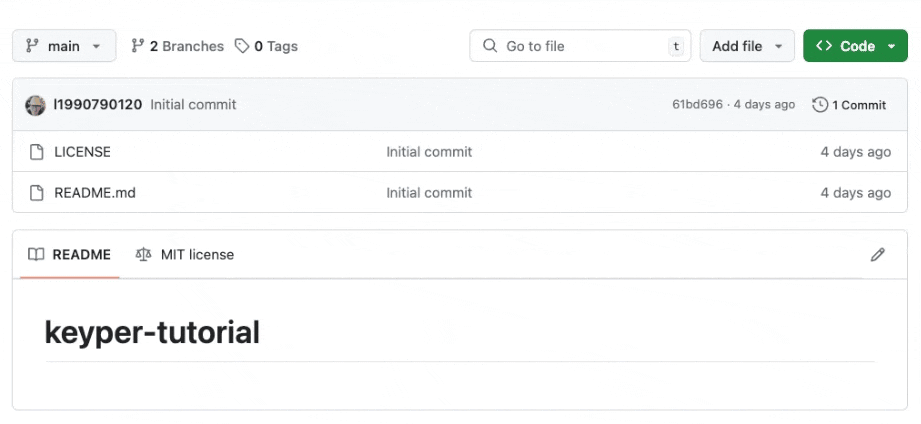 main 2 Branches 0 Tags Go to file t Add file Code
l1990790120 Initial commit 61bd696 · 4 days ago 1 Commit
LICENSE Initial commit 4 days ago
README.md Initial commit 4 days ago
README MIT license
keyper-tutorial